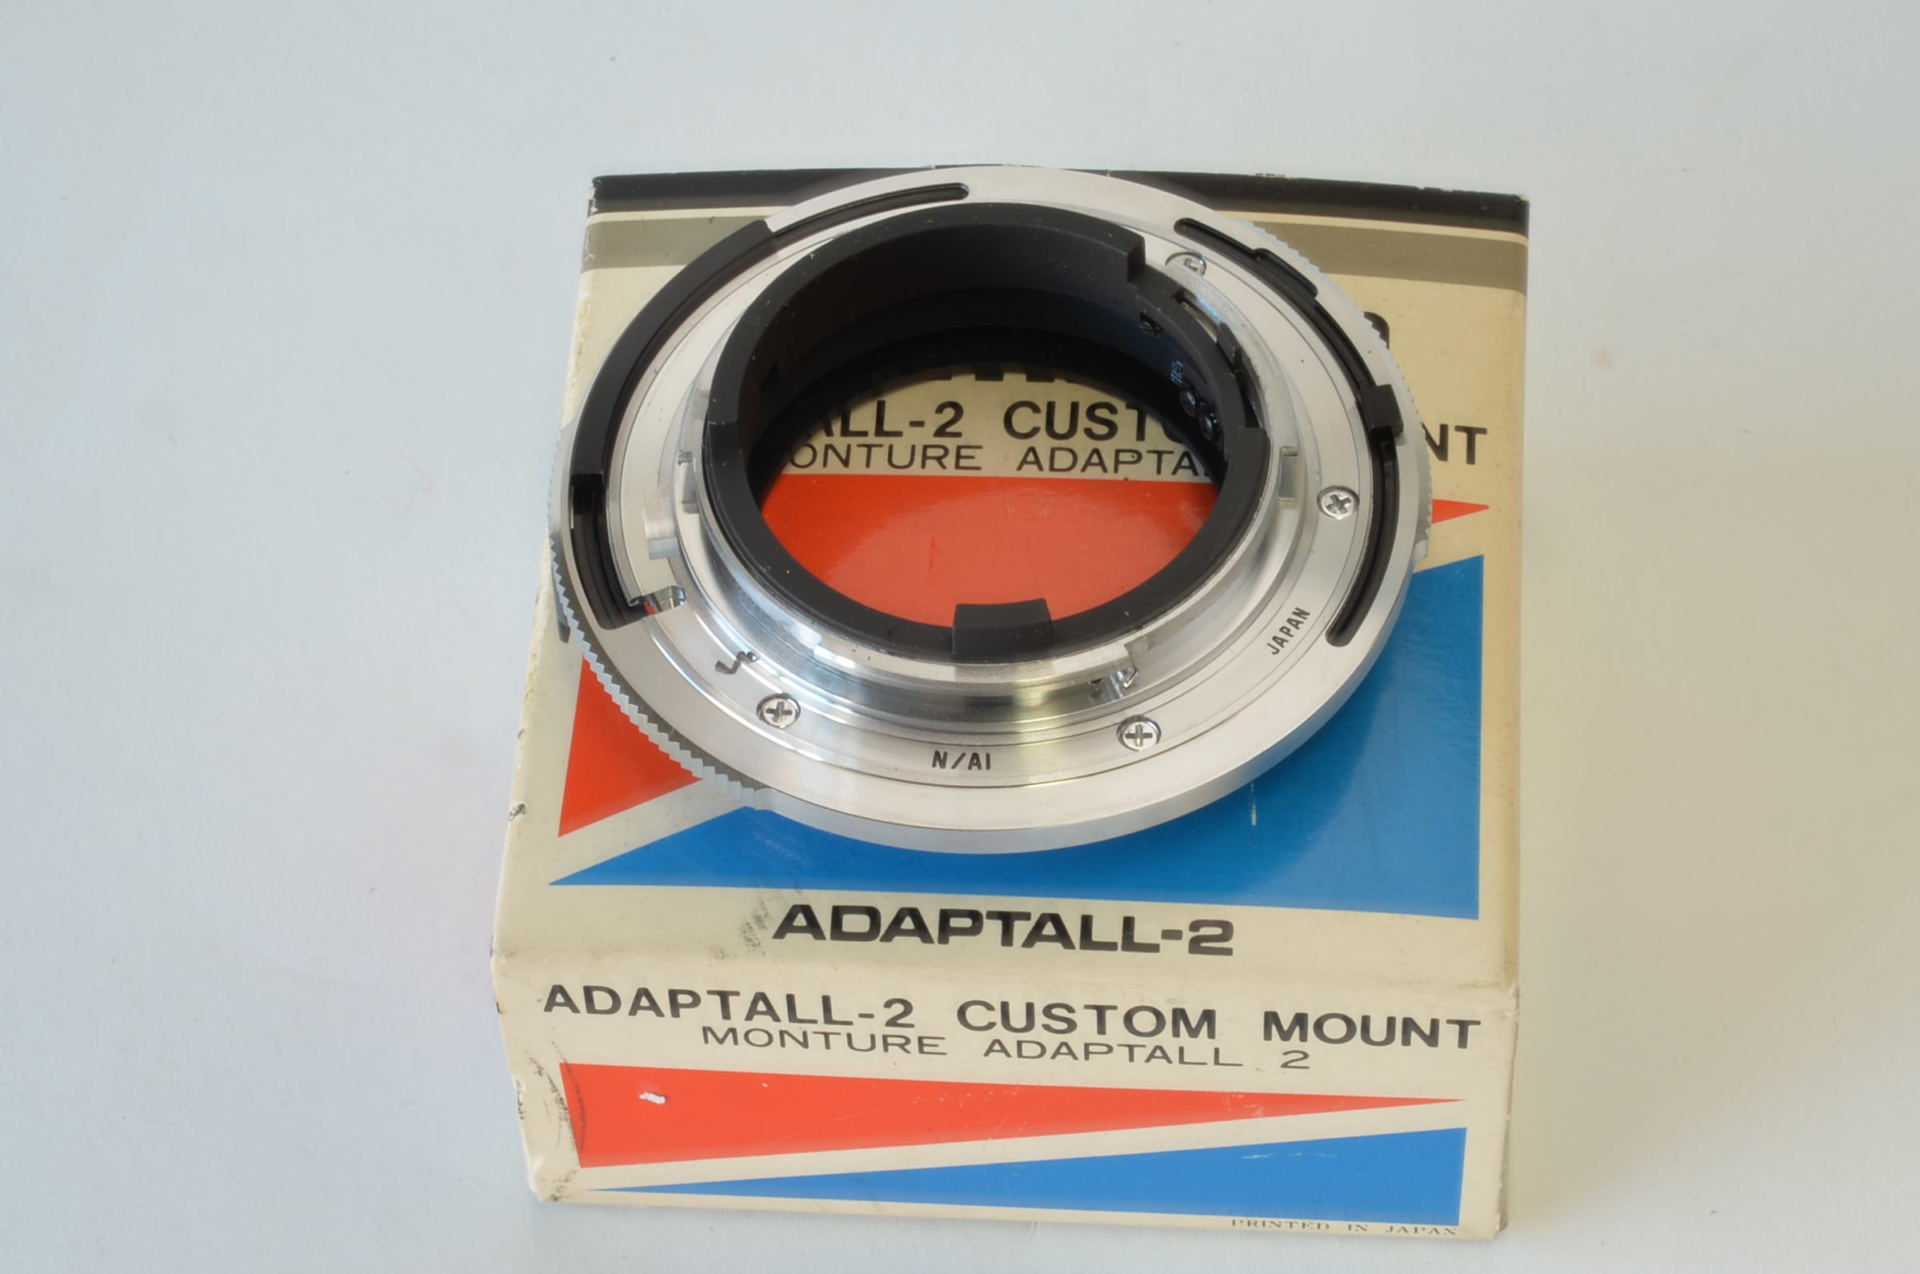 ALL-2 CUST NT
MONTURE ADAPTA
JAPAN
N/AI
ADAPTALL-2
ADAPTALL-2 CUSTOM MOUNT
MONTURE ADAPTALL 2
PRINTED IN JAPAN